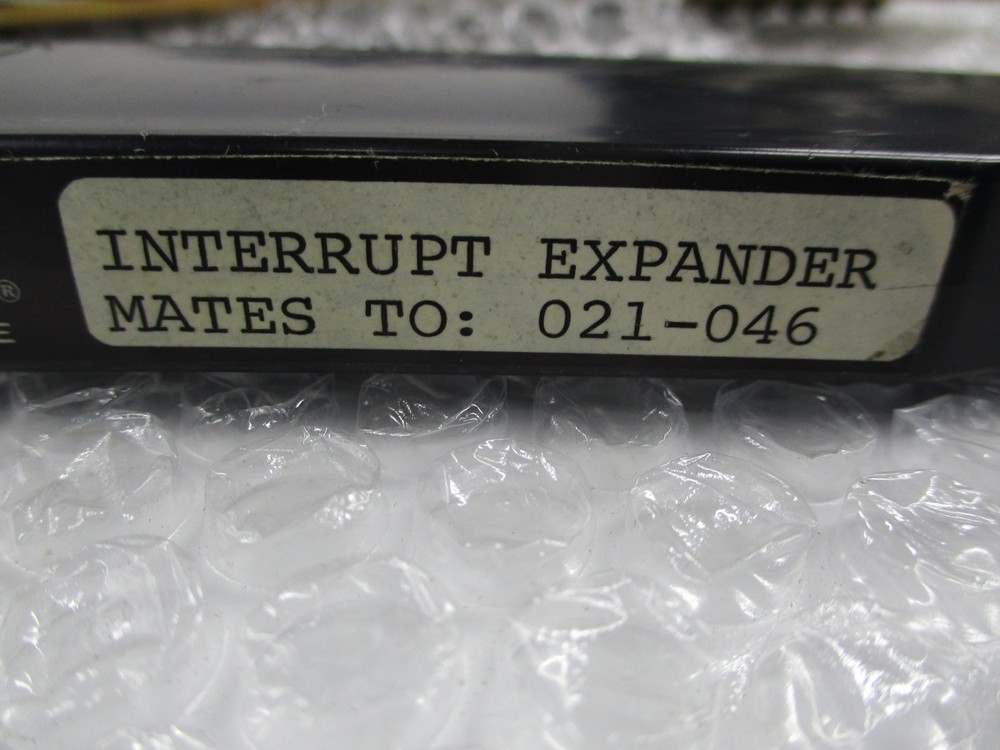 INTERRUPT EXPANDER
MATES TO: 021-046
®
E